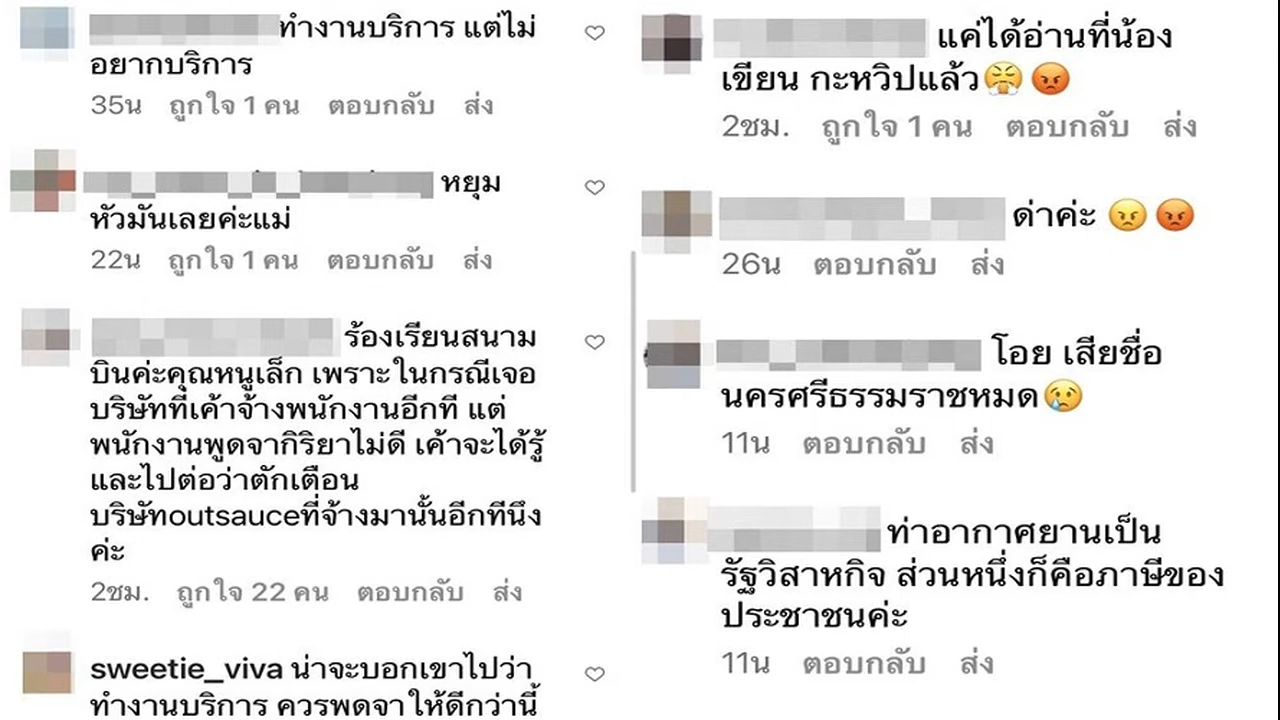 ทำงานบริการ แต่ไม่
อยากบริการ
35น ถูกใจ 1 คน ตอบกลับ ส่ง
หยุม
หัวมันเลยค่ะแม่
22น ถูกใจ 1 คน ตอบกลับ ส่ง
ร้องเรียนสนาม
บินค่ะคุณหนูเล็ก เพราะในกรณีเจอ
บริษัทที่เค้าจ้างพนักงานอีกที แต่
พนักงานพูดจากิริยาไม่ดี เค้าจะได้รู้
และไปต่อว่าตักเตือน
บริษัทoutsauceที่จ้างมานั้นอีกทีนึง
ค่ะ
2ชม. ถูกใจ 22 คน ตอบกลับ ส่ง
sweetie_viva น่าจะบอกเขาไปว่า
ทำงานบริการ ควรพูดจาให้ดีกว่านี้
แค่ได้อ่านที่น้อง
เขียน กะหวิปแล้ว😤😡
2ชม. ถูกใจ 1 คน ตอบกลับ ส่ง
ด่าค่ะ 😠😡
26น ตอบกลับ ส่ง
โอย เสียชื่อ
นครศรีธรรมราชหมด😢
11น ตอบกลับ ส่ง
ท่าอากาศยานเป็น
รัฐวิสาหกิจ ส่วนหนึ่งก็คือภาษีของ
ประชาชนค่ะ
11น ตอบกลับ ส่ง